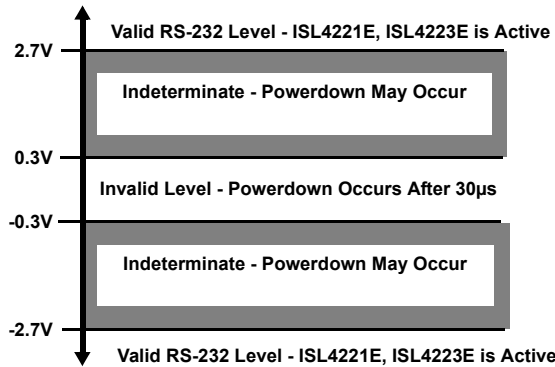 Valid RS-232 Level - ISL4221E, ISL4223E is Active
2.7V
Indeterminate - Powerdown May Occur
0.3V
Invalid Level - Powerdown Occurs After 30µs
-0.3V
Indeterminate - Powerdown May Occur
-2.7V
Valid RS-232 Level - ISL4221E, ISL4223E is Active